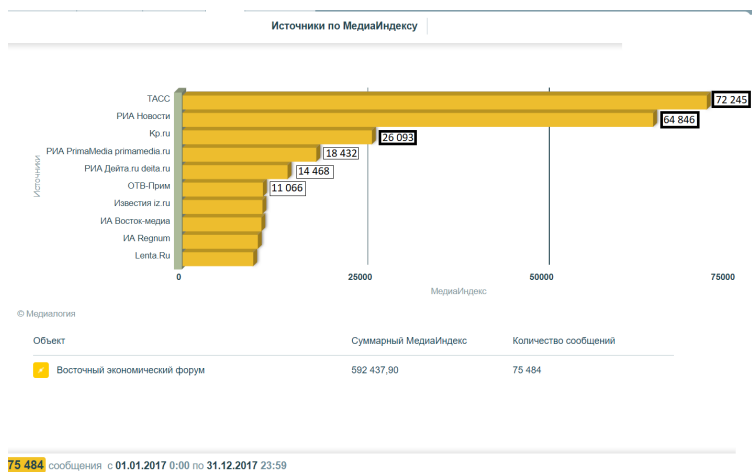 Источники по МедиаИндексу
ТАСС 72 245
РИА Новости 64 846
Kp.ru 26 093
РИА PrimaMedia primamedia.ru 18 432
РИА Дейта.ru deita.ru 14 468
ОТВ-Прим 11 066
Известия iz.ru
ИА Восток-медиа
ИА Regnum
Lenta.Ru
Источники
0 25000 50000 75000
МедиаИндекс
© Медиалогия
Объект Суммарный МедиаИндекс Количество сообщений
Восточный экономический форум 592 437,90 75 484
75 484 сообщения с 01.01.2017 0:00 по 31.12.2017 23:59